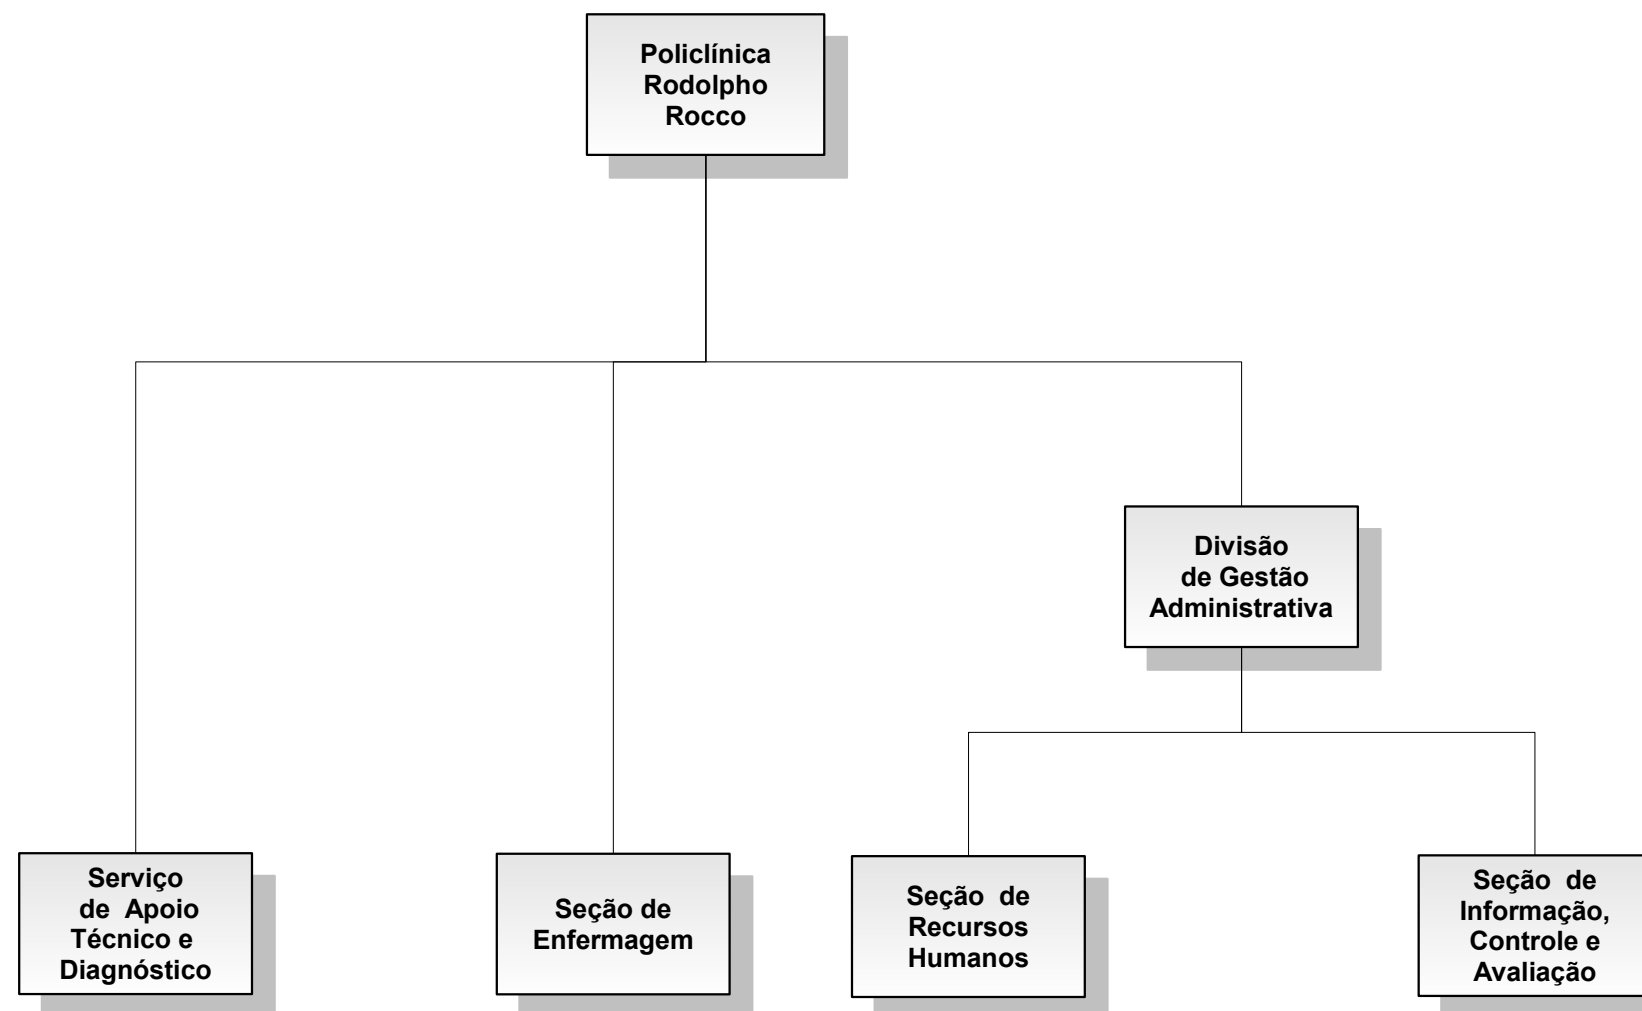 Policlínica
Rodolpho
Rocco
Divisão
de Gestão
Administrativa
Serviço
de Apoio
Técnico e
Diagnóstico
Seção de
Enfermagem
Seção de
Recursos
Humanos
Seção de
Informação,
Controle e
Avaliação